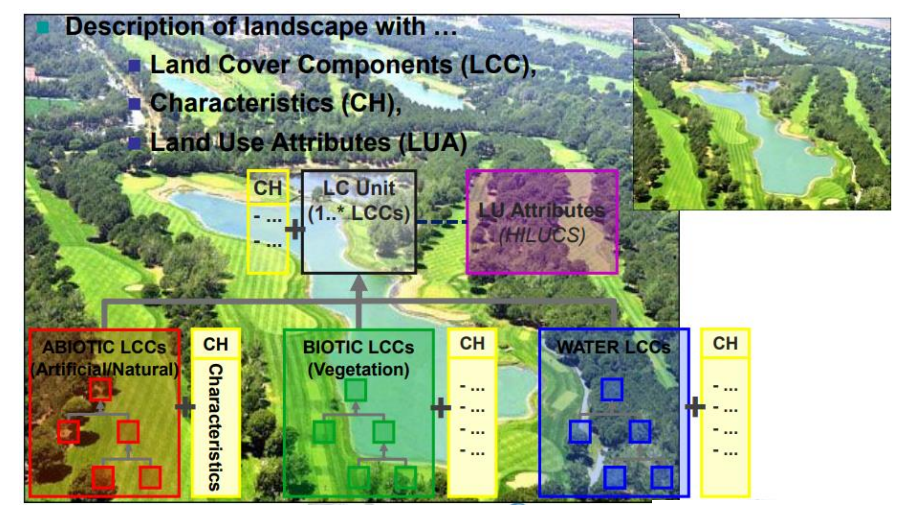 Description of landscape with …
Land Cover Components (LCC),
Characteristics (CH),
Land Use Attributes (LUA)
CH
- ...
- ...
+
LC Unit
(1..* LCCs)
LU Attributes
(HILUCS)
ABIOTIC LCCs
(Artificial/Natural)
+
CH
Characteristics
BIOTIC LCCs
(Vegetation)
+
CH
- ...
- ...
- ...
- ...
WATER LCCs
+
CH
- ...
- ...
- ...
- ...